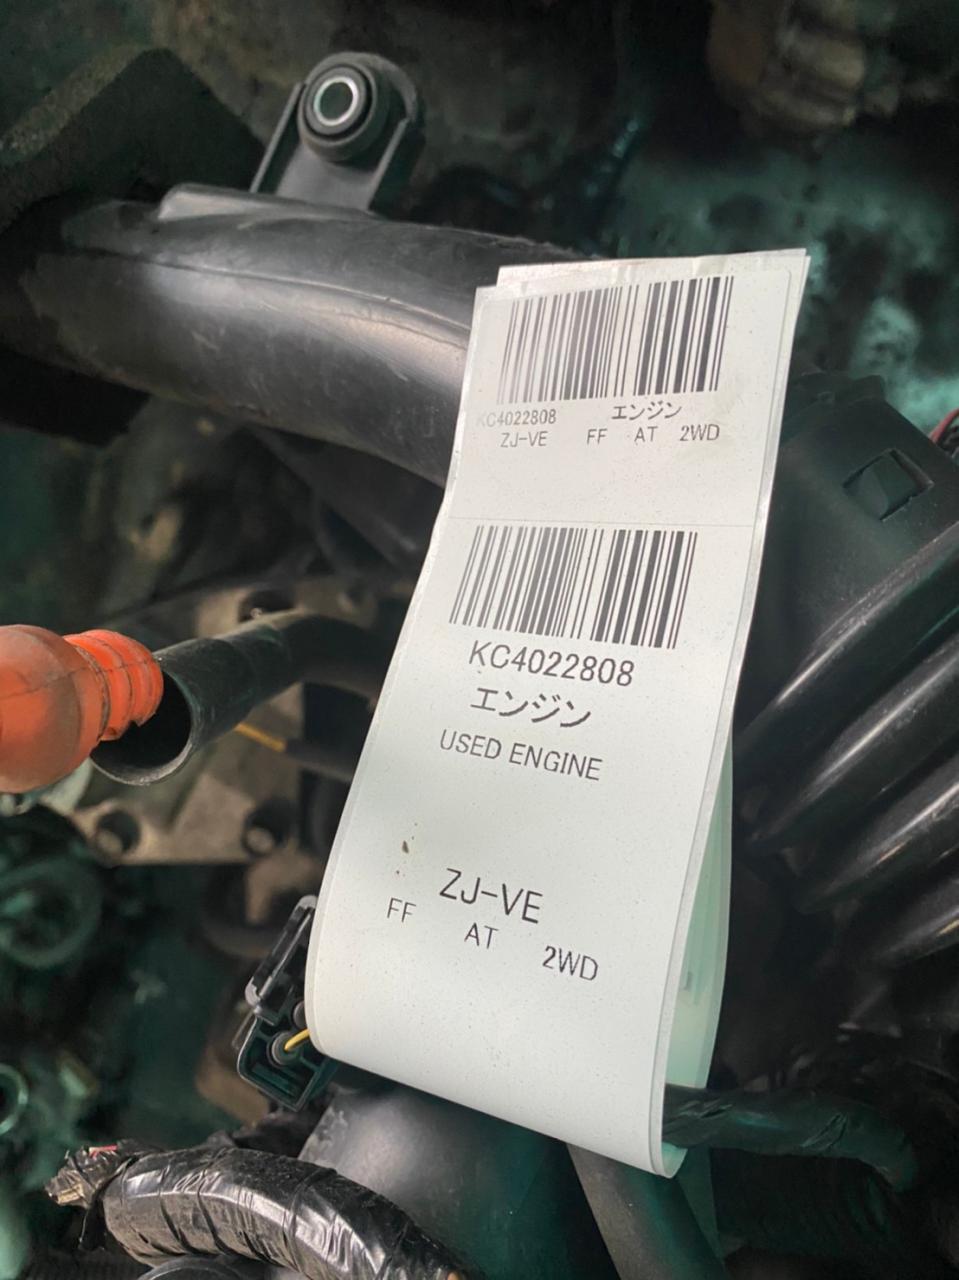 KC4022808 エンジン
ZJ-VE FF AT 2WD
KC4022808
エンジン
USED ENGINE
ZJ-VE
FF AT 2WD